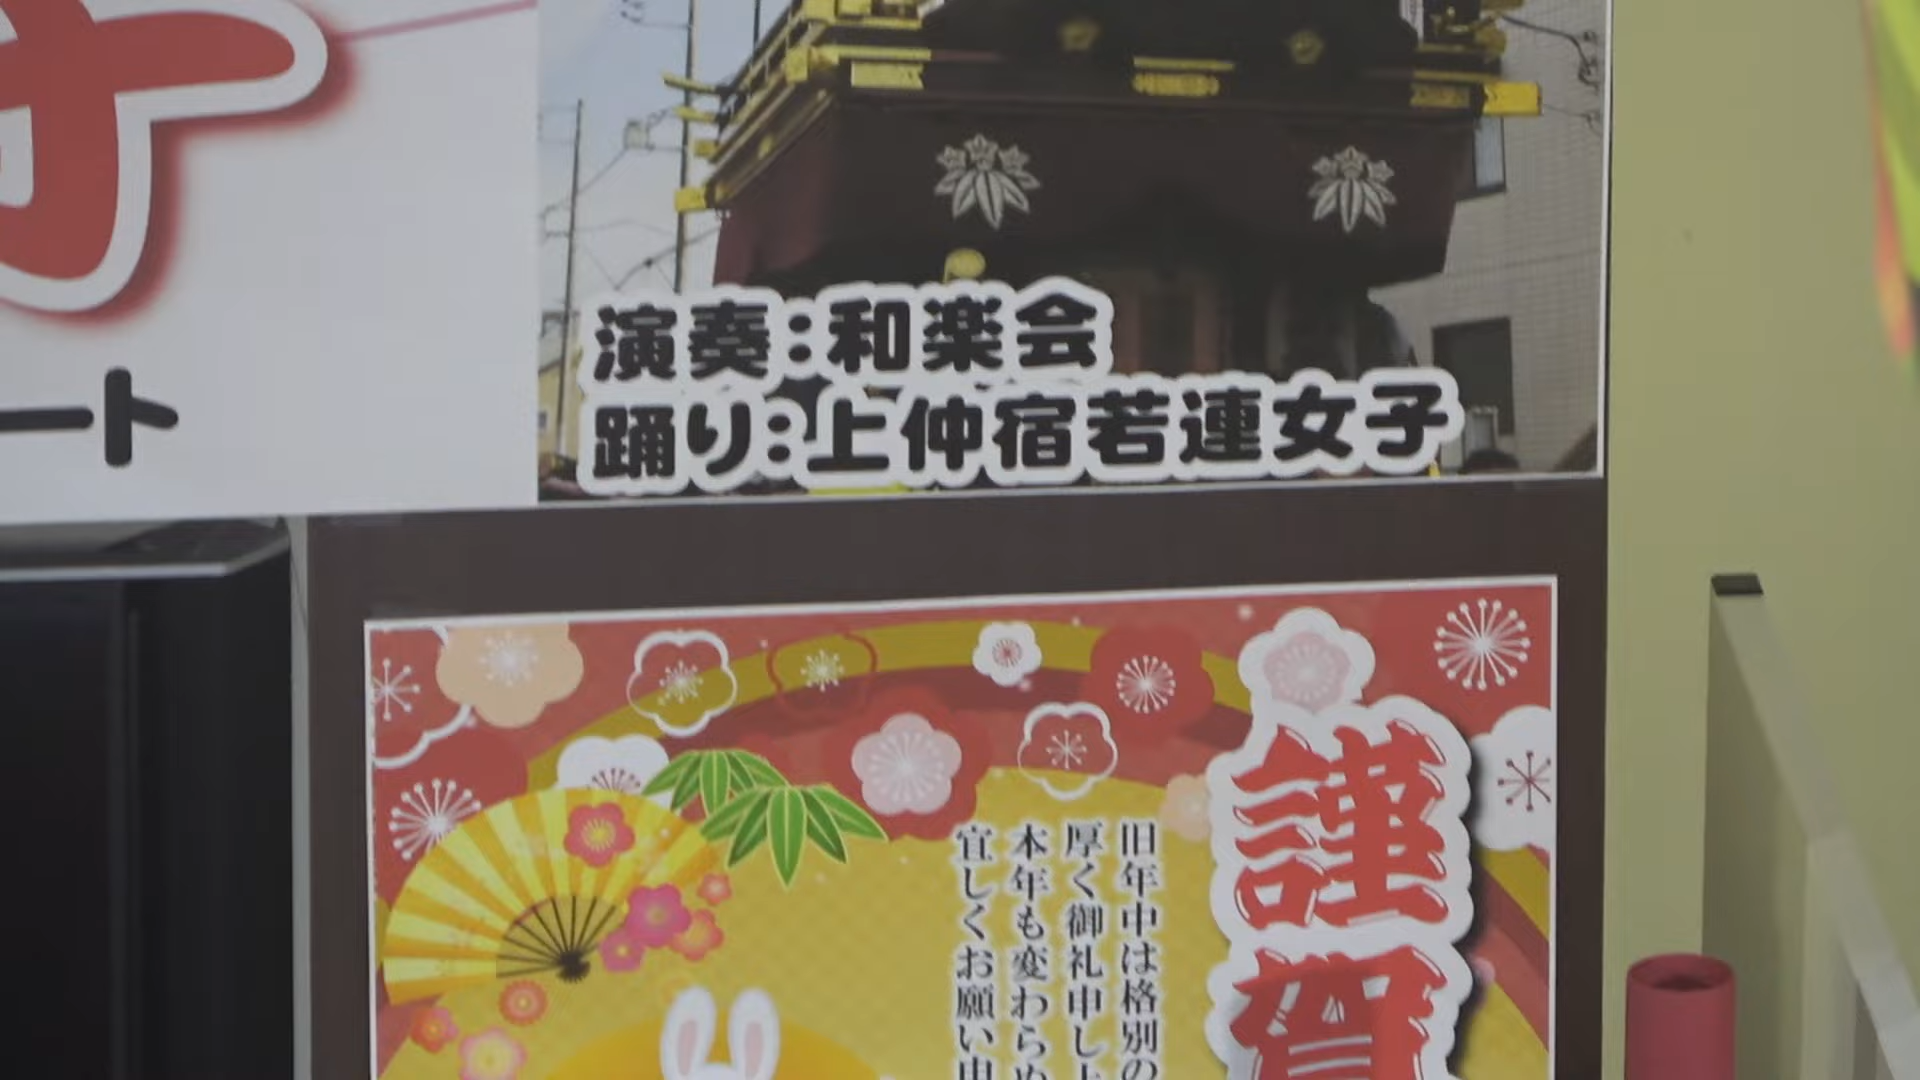 ート
演奏:和楽会
踊り:上仲宿若連女子
謹賀
旧年中は格別の
厚く御礼申し上
本年も変わらぬ
宜しくお願い申